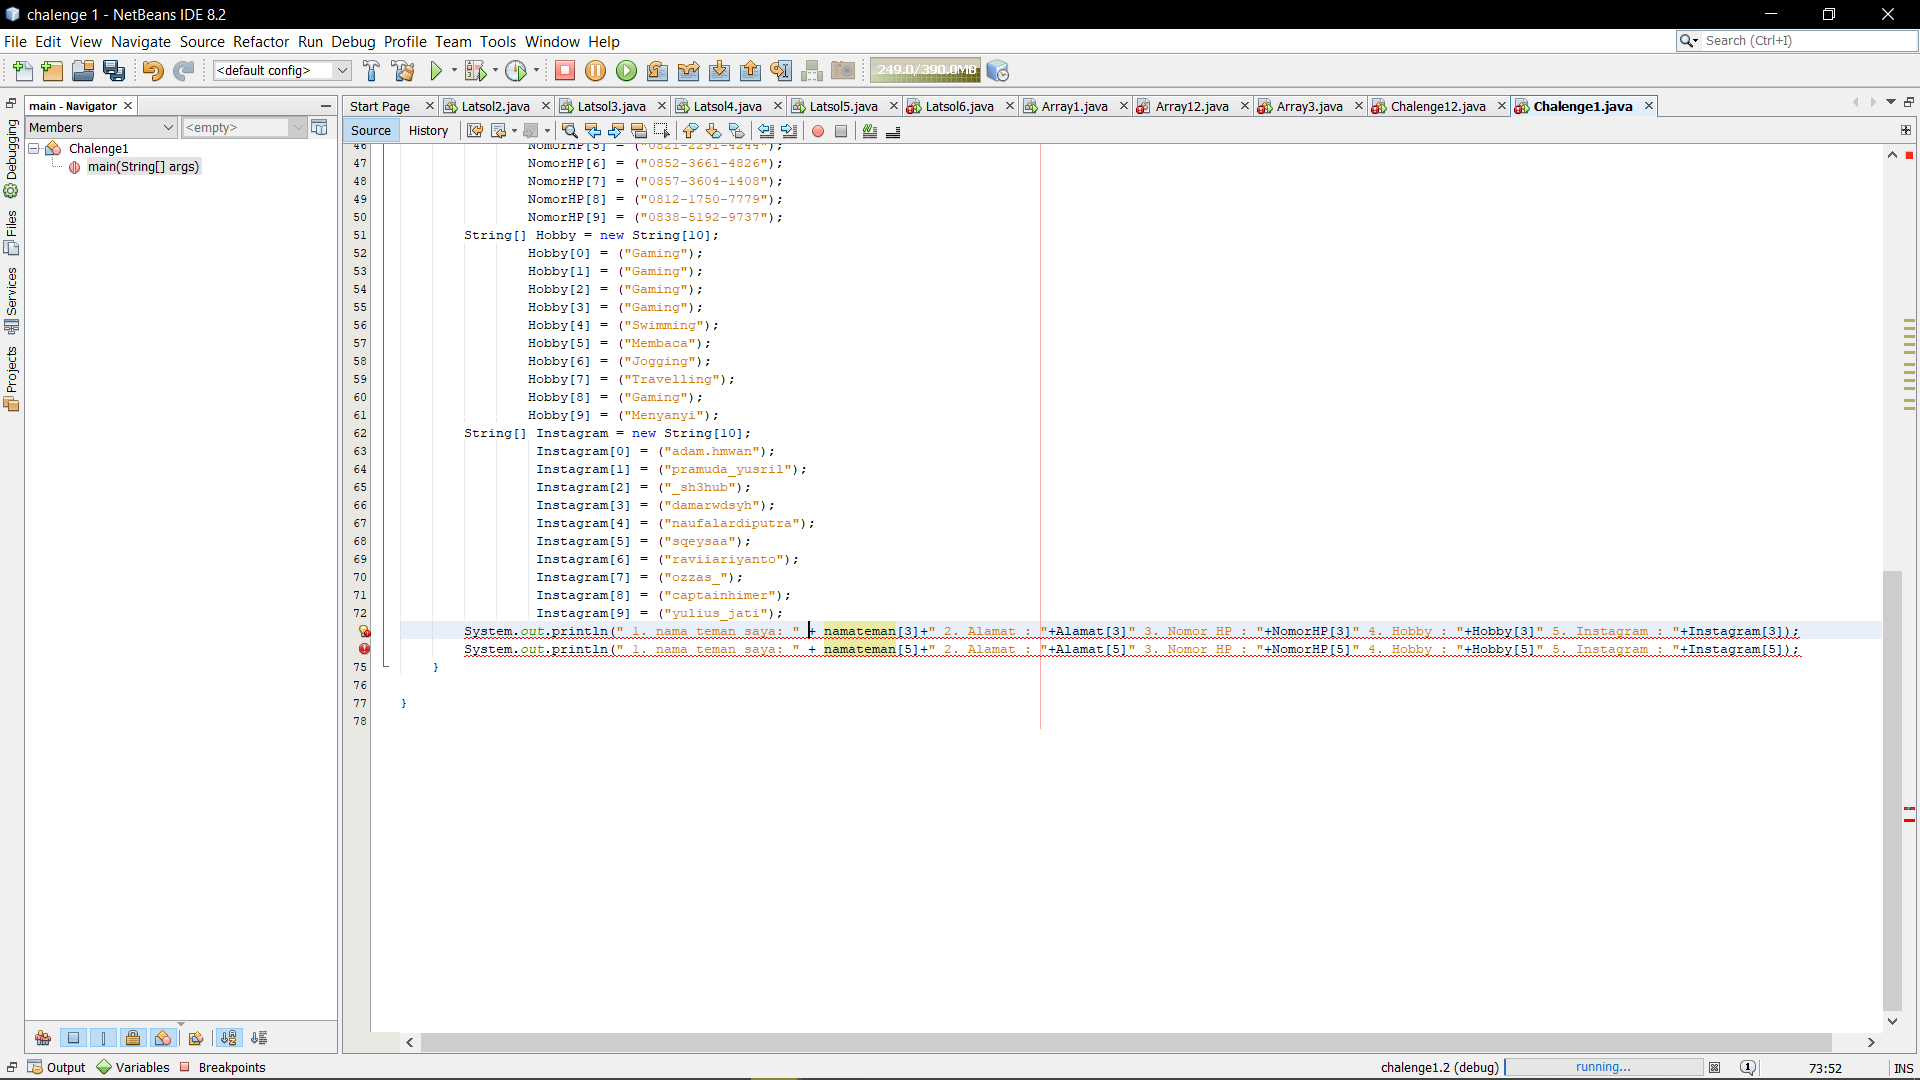 chalenge 1 - NetBeans IDE 8.2
File Edit View Navigate Source Refactor Run Debug Profile Team Tools Window Help
Search (Ctrl+I)
<default config>
249.0/390.0MB
main - Navigator
Members
<empty>
Chalenge1
main(String[] args)
Debugging
Files
Services
Projects
Start Page Latsol2.java Latsol3.java Latsol4.java Latsol5.java Latsol6.java Array1.java Array12.java Array3.java Chalenge12.java Chalenge1.java
Source History
46 NomorHP[5] = ("0821-2291-4244");
47 NomorHP[6] = ("0852-3661-4826");
48 NomorHP[7] = ("0857-3604-1408");
49 NomorHP[8] = ("0812-1750-7779");
50 NomorHP[9] = ("0838-5192-9737");
51 String[] Hobby = new String[10];
52 Hobby[0] = ("Gaming");
53 Hobby[1] = ("Gaming");
54 Hobby[2] = ("Gaming");
55 Hobby[3] = ("Gaming");
56 Hobby[4] = ("Swimming");
57 Hobby[5] = ("Membaca");
58 Hobby[6] = ("Jogging");
59 Hobby[7] = ("Travelling");
60 Hobby[8] = ("Gaming");
61 Hobby[9] = ("Menyanyi");
62 String[] Instagram = new String[10];
63 Instagram[0] = ("adam.hmwan");
64 Instagram[1] = ("pramuda_yusril");
65 Instagram[2] = ("_sh3hub");
66 Instagram[3] = ("damarwdsyh");
67 Instagram[4] = ("naufalardiputra");
68 Instagram[5] = ("sqeysaa");
69 Instagram[6] = ("raviiariyanto");
70 Instagram[7] = ("ozzas_");
71 Instagram[8] = ("captainhimer");
72 Instagram[9] = ("yulius_jati");
System.out.println(" 1. nama teman saya: " + namateman[3]+" 2. Alamat : "+Alamat[3]" 3. Nomor HP : "+NomorHP[3]" 4. Hobby : "+Hobby[3]" 5. Instagram : "+Instagram[3]);
System.out.println(" 1. nama teman saya: " + namateman[5]+" 2. Alamat : "+Alamat[5]" 3. Nomor HP : "+NomorHP[5]" 4. Hobby : "+Hobby[5]" 5. Instagram : "+Instagram[5]);
75 }
76
77 }
78
Output Variables Breakpoints
chalenge1.2 (debug) running... 73:52 INS